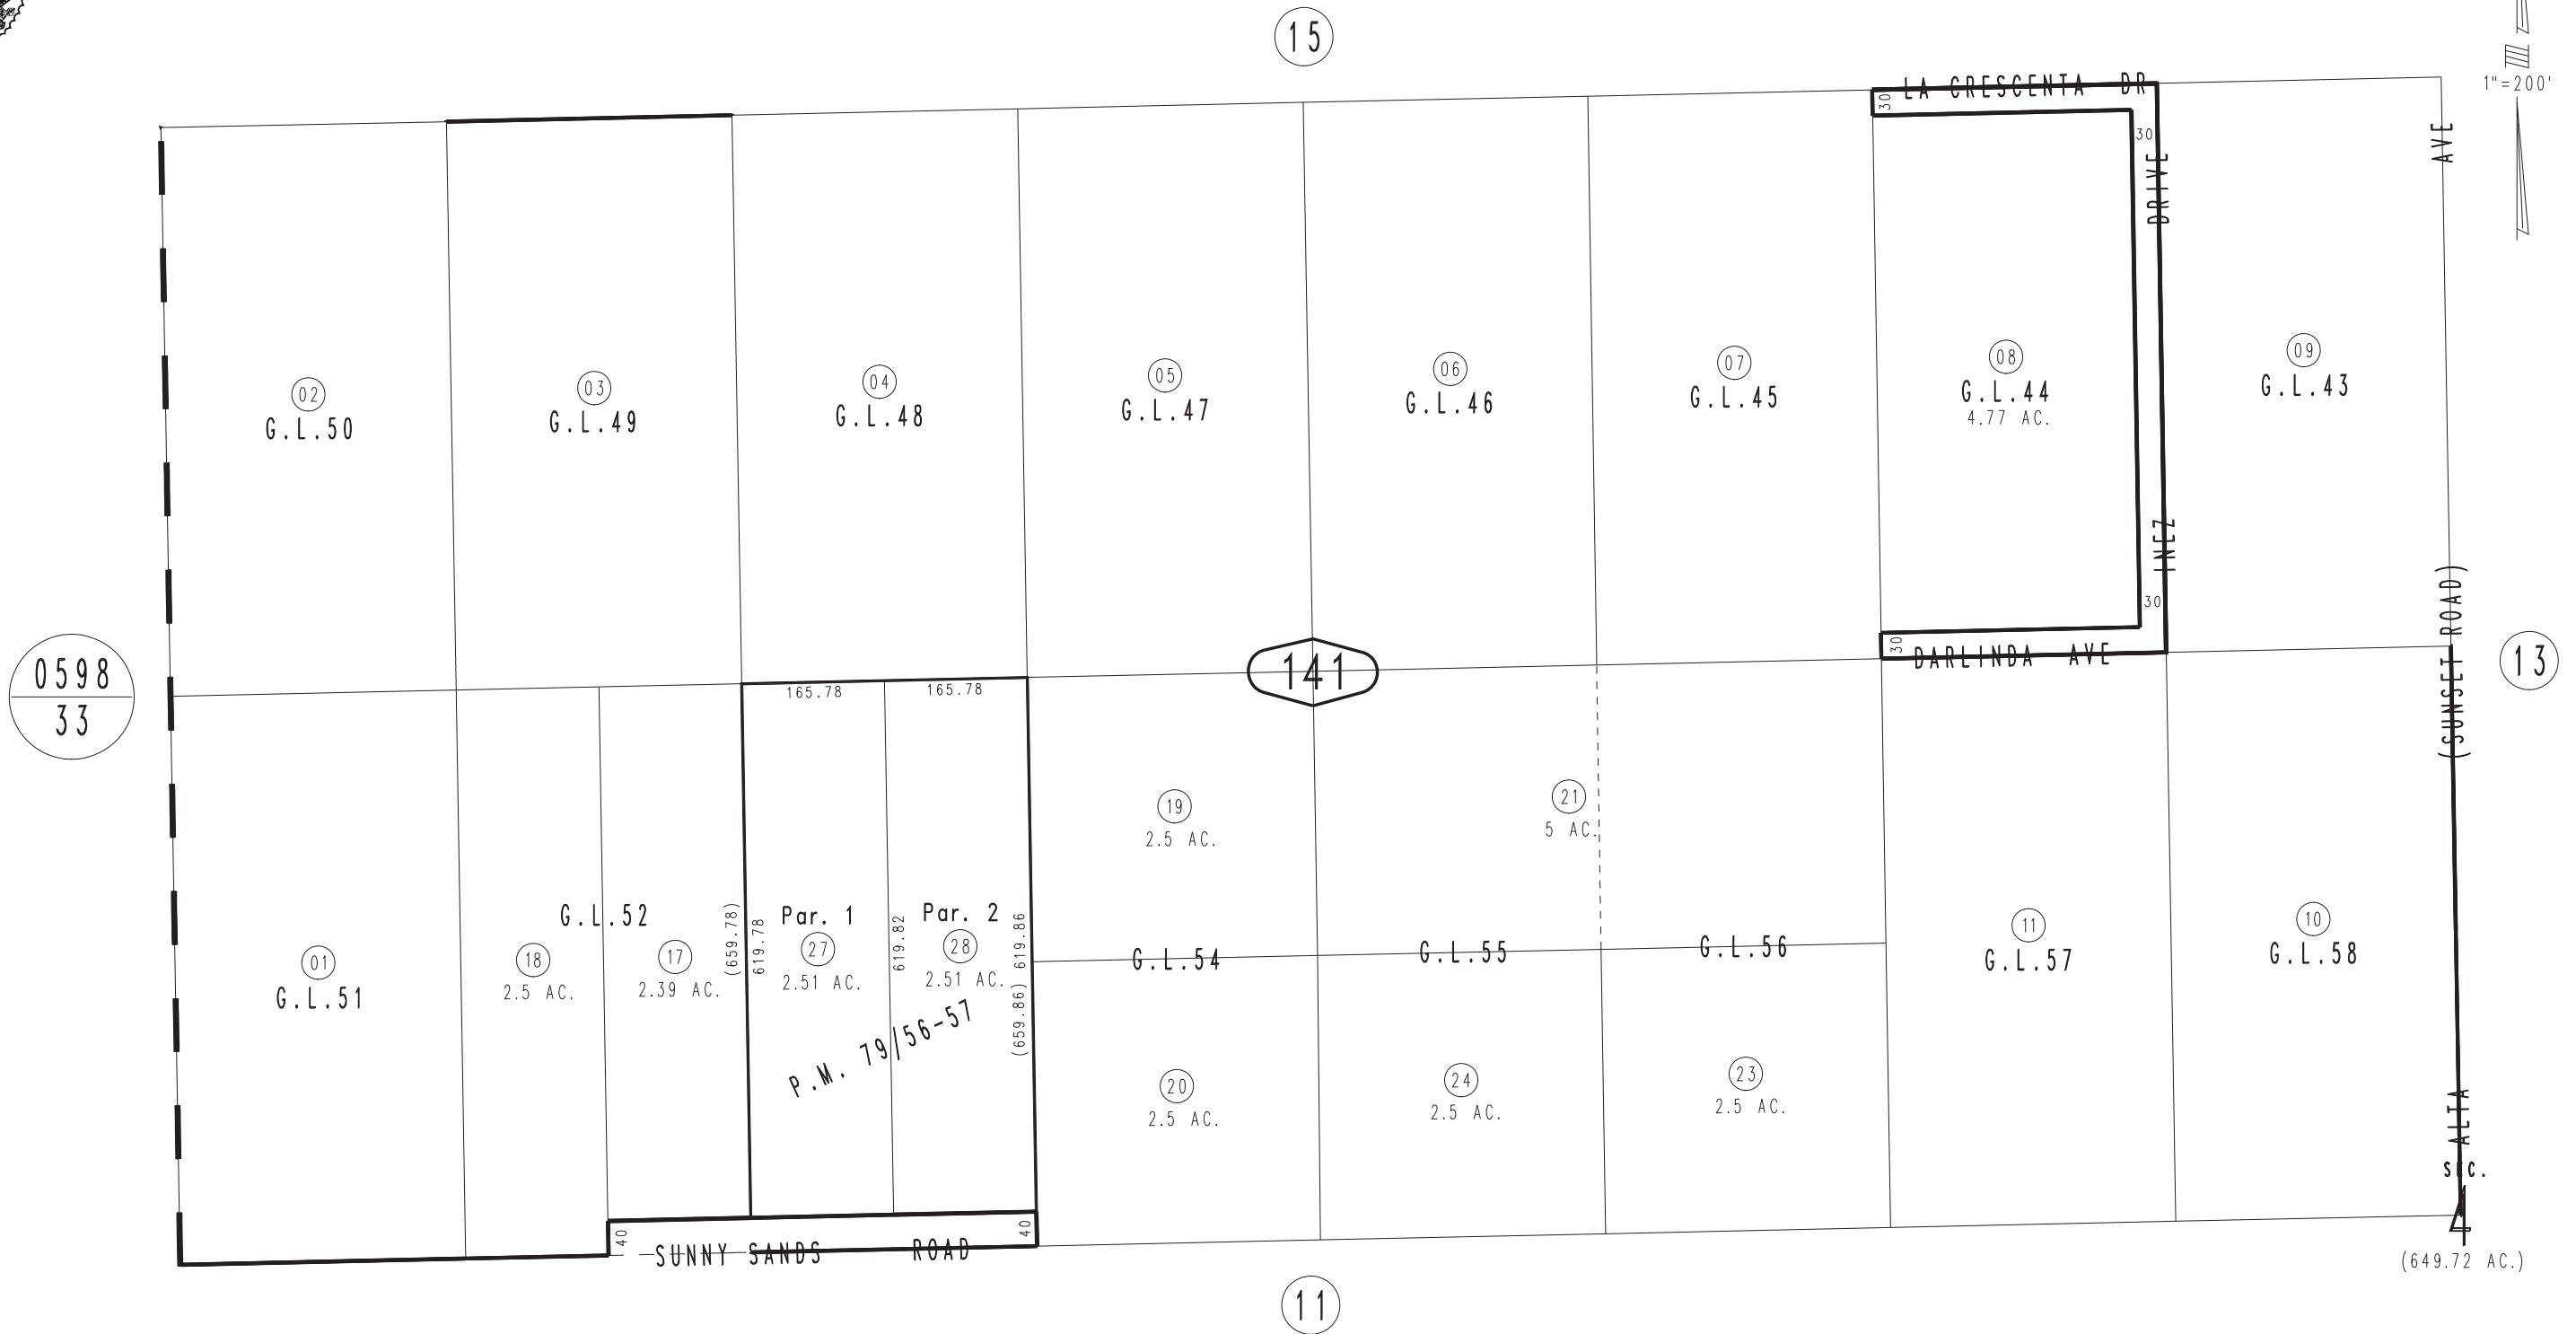 15
1"=200'
LA CRESCENTA DR
30
30
DRIVE
AVE
02
G.L.50
03
G.L.49
04
G.L.48
05
G.L.47
06
G.L.46
07
G.L.45
08
G.L.44
4.77 AC.
09
G.L.43
INEZ
30
30
DARLINDA AVE
(SUNSET ROAD)
0598
33
141
13
165.78
165.78
19
2.5 AC.
21
5 AC.
G.L.52
Par. 1
Par. 2
(659.78)
619.78
619.82
619.86
(659.86)
01
G.L.51
18
2.5 AC.
17
2.39 AC.
27
2.51 AC.
28
2.51 AC.
P.M. 79/56-57
G.L.54
G.L.55
G.L.56
11
G.L.57
10
G.L.58
20
2.5 AC.
24
2.5 AC.
23
2.5 AC.
ALTA
SEC.
4
(649.72 AC.)
40
40
SUNNY SANDS ROAD
11